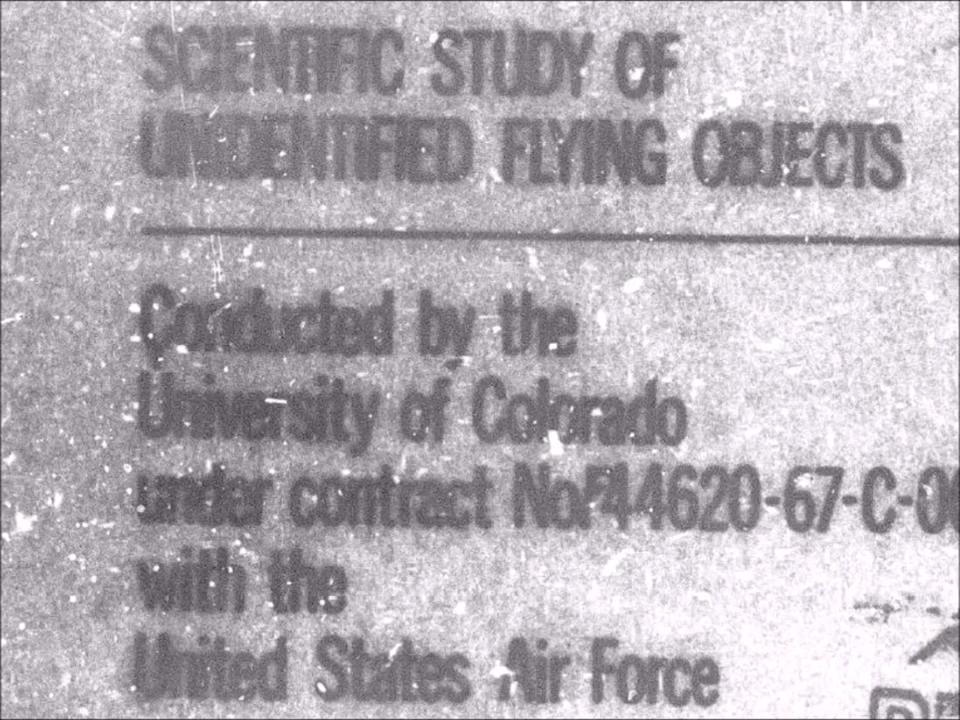 SCIENTIFIC STUDY OF
UNIDENTIFIED FLYING OBJECTS
Conducted by the
University of Colorado
under contract No.F44620-67-C-00
with the
United States Air Force